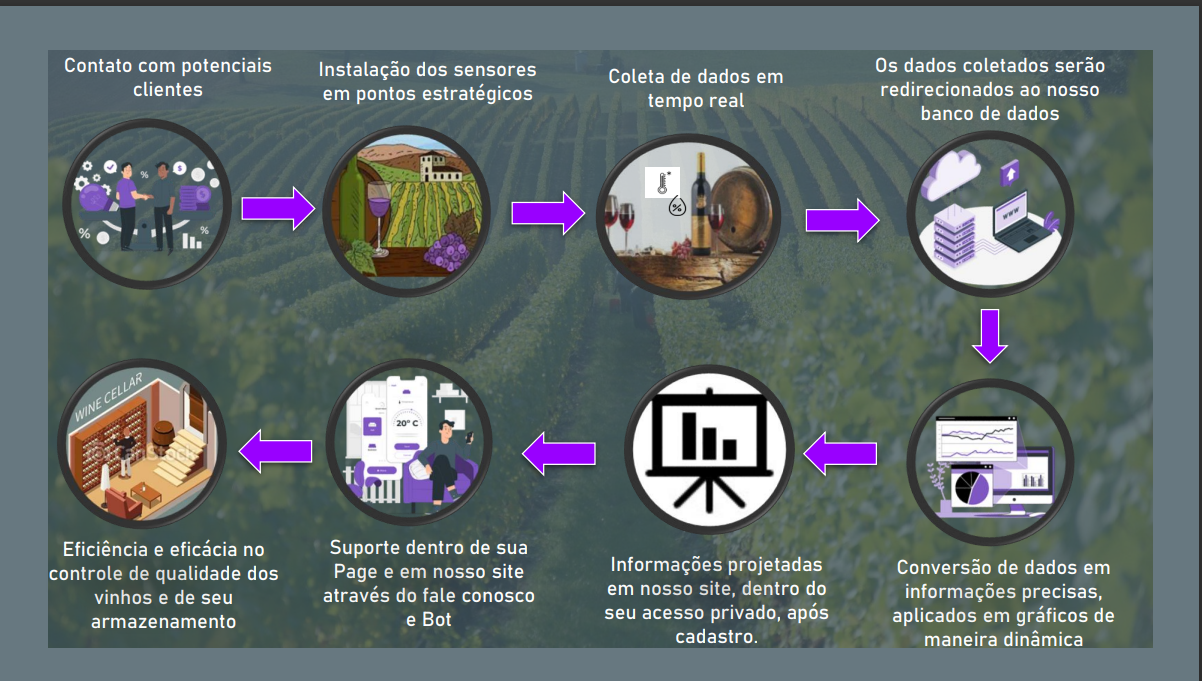 Contato com potenciais
clientes
Instalação dos sensores
em pontos estratégicos
Coleta de dados em
tempo real
Os dados coletados serão
redirecionados ao nosso
banco de dados
%
%
%
$
$
%
WWW
WINE CELLAR
20° C
Eficiência e eficácia no
controle de qualidade dos
vinhos e de seu
armazenamento
Suporte dentro de sua
Page e em nosso site
através do fale conosco
e Bot
Informações projetadas
em nosso site, dentro do
seu acesso privado, após
cadastro.
Conversão de dados em
informações precisas,
aplicados em gráficos de
maneira dinâmica